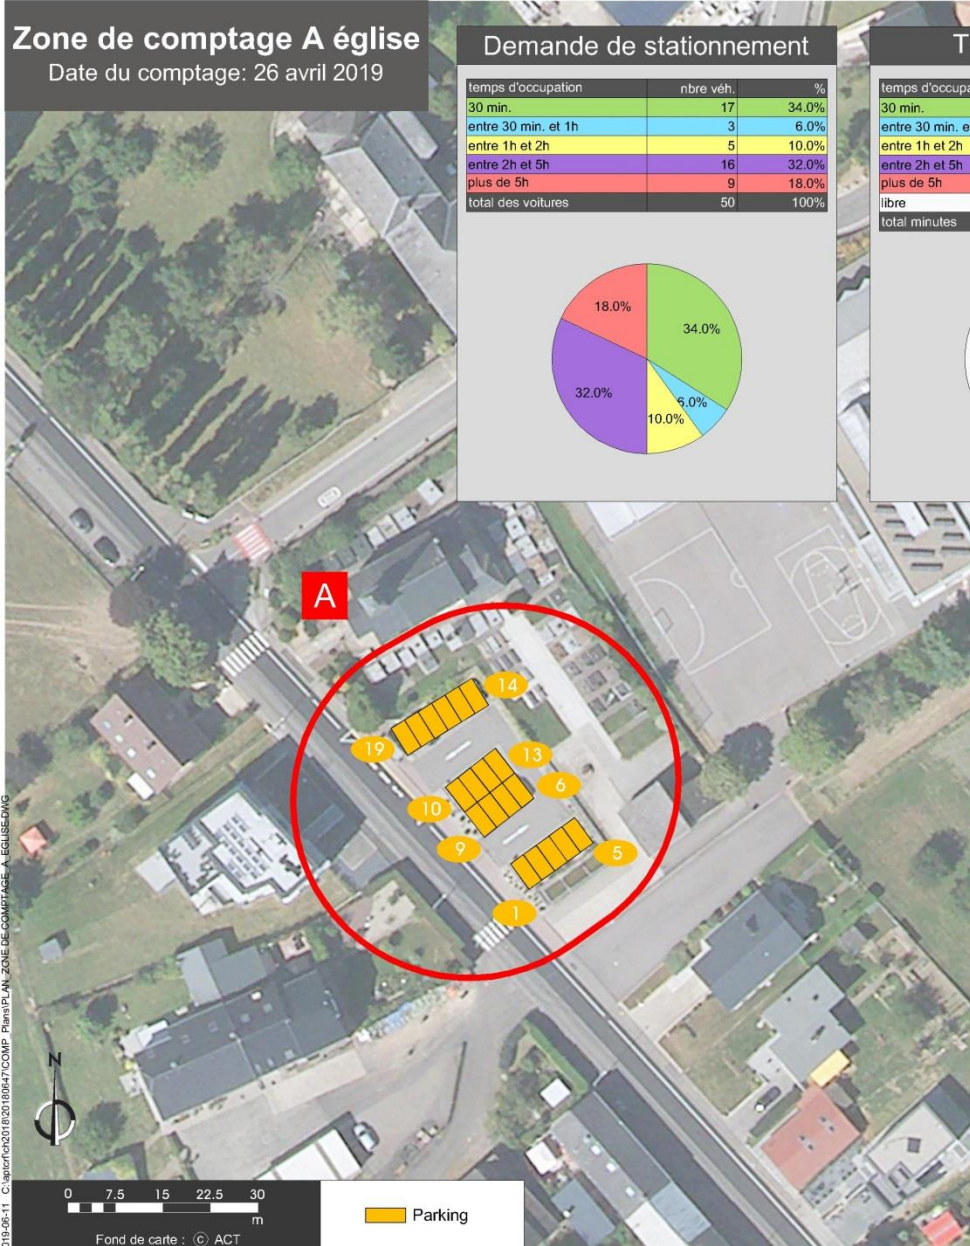 Zone de comptage A église
Date du comptage: 26 avril 2019
Demande de stationnement
temps d'occupation nbre véh. %
30 min. 17 34.0%
entre 30 min. et 1h 3 6.0%
entre 1h et 2h 5 10.0%
entre 2h et 5h 16 32.0%
plus de 5h 9 18.0%
total des voitures 50 100%
18.0%
34.0%
32.0%
6.0%
10.0%
T
temps d'occupa
30 min.
entre 30 min. e
entre 1h et 2h
entre 2h et 5h
plus de 5h
libre
total minutes
A
14
19
13
6
10
9
5
1
N
0 7.5 15 22.5 30
m
Fond de carte : © ACT
Parking
019-06-11